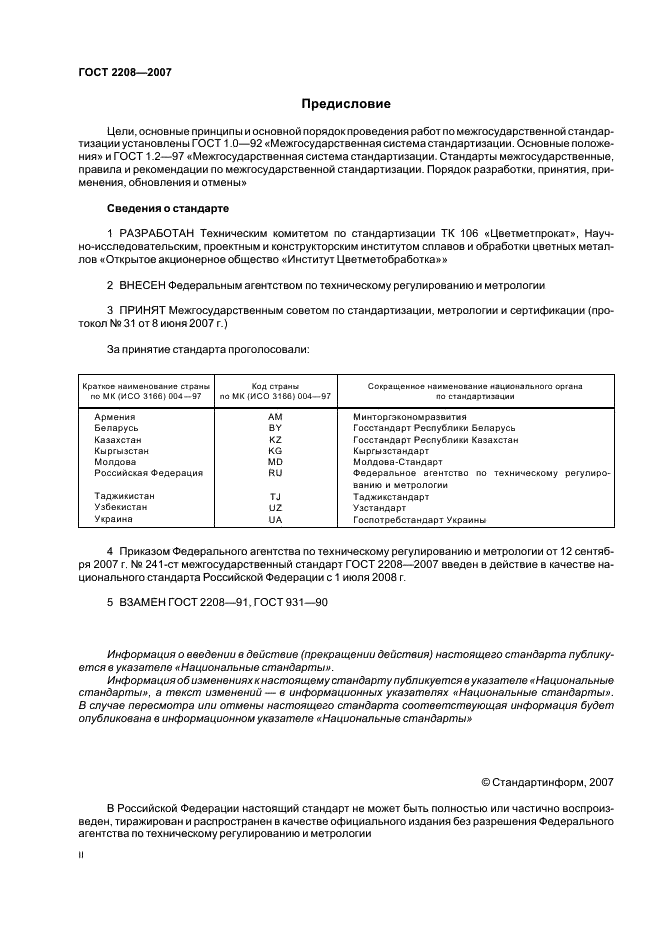 ГОСТ 2208—2007
Предисловие
Цели, основные принципы и основной порядок проведения работ по межгосударственной стандар-
тизации установлены ГОСТ 1.0—92 «Межгосударственная система стандартизации. Основные положе-
ния» и ГОСТ 1.2—97 «Межгосударственная система стандартизации. Стандарты межгосударственные,
правила и рекомендации по межгосударственной стандартизации. Порядок разработки, принятия, при-
менения, обновления и отмены»
Сведения о стандарте
1 РАЗРАБОТАН Техническим комитетом по стандартизации ТК 106 «Цветметпрокат», Науч-
но-исследовательским, проектным и конструкторским институтом сплавов и обработки цветных метал-
лов «Открытое акционерное общество «Институт Цветметобработка»»
2 ВНЕСЕН Федеральным агентством по техническому регулированию и метрологии
3 ПРИНЯТ Межгосударственным советом по стандартизации, метрологии и сертификации (про-
токол № 31 от 8 июня 2007 г.)
За принятие стандарта проголосовали:
Краткое наименование страны
по МК (ИСО 3166) 004—97
Код страны
по МК (ИСО 3166) 004—97
Сокращенное наименование национального органа
по стандартизации
Армения AM Минторгэкономразвития
Беларусь BY Госстандарт Республики Беларусь
Казахстан KZ Госстандарт Республики Казахстан
Кыргызстан KG Кыргызстандарт
Молдова MD Молдова-Стандарт
Российская Федерация RU Федеральное агентство по техническому регулиро-
ванию и метрологии
Таджикистан TJ Таджикстандарт
Узбекистан UZ Узстандарт
Украина UA Госпотребстандарт Украины
4 Приказом Федерального агентства по техническому регулированию и метрологии от 12 сентяб-
ря 2007 г. № 241-ст межгосударственный стандарт ГОСТ 2208—2007 введен в действие в качестве на-
ционального стандарта Российской Федерации с 1 июля 2008 г.
5 ВЗАМЕН ГОСТ 2208—91, ГОСТ 931—90
Информация о введении в действие (прекращении действия) настоящего стандарта публику-
ется в указателе «Национальные стандарты».
Информация об изменениях к настоящему стандарту публикуется в указателе «Национальные
стандарты», а текст изменений — в информационных указателях «Национальные стандарты».
В случае пересмотра или отмены настоящего стандарта соответствующая информация будет
опубликована в информационном указателе «Национальные стандарты»
© Стандартинформ, 2007
В Российской Федерации настоящий стандарт не может быть полностью или частично воспроиз-
веден, тиражирован и распространен в качестве официального издания без разрешения Федерального
агентства по техническому регулированию и метрологии
II